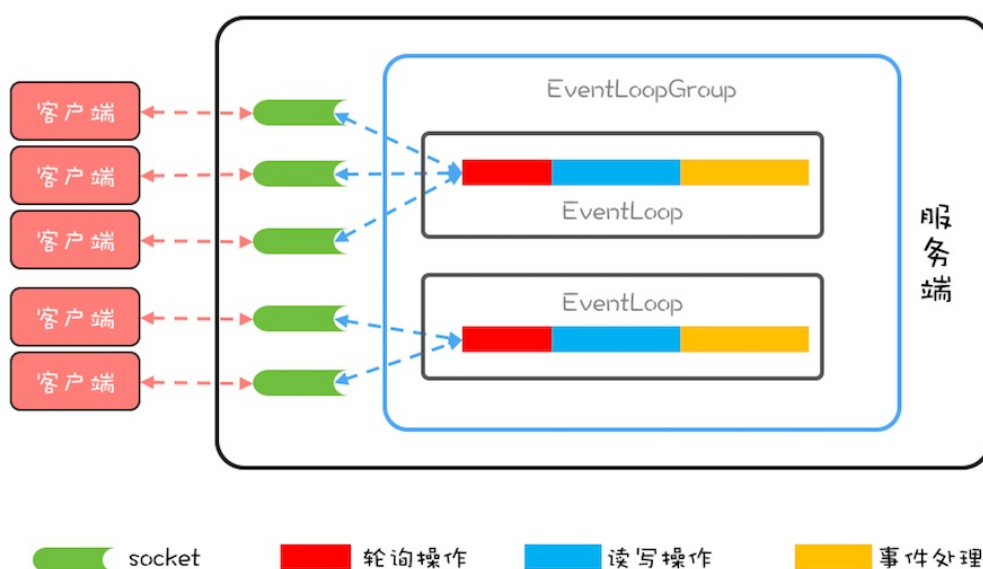 EventLoopGroup
客户端
客户端
客户端
客户端
客户端
EventLoop
EventLoop
服务端
socket
轮询操作
读写操作
事件处理